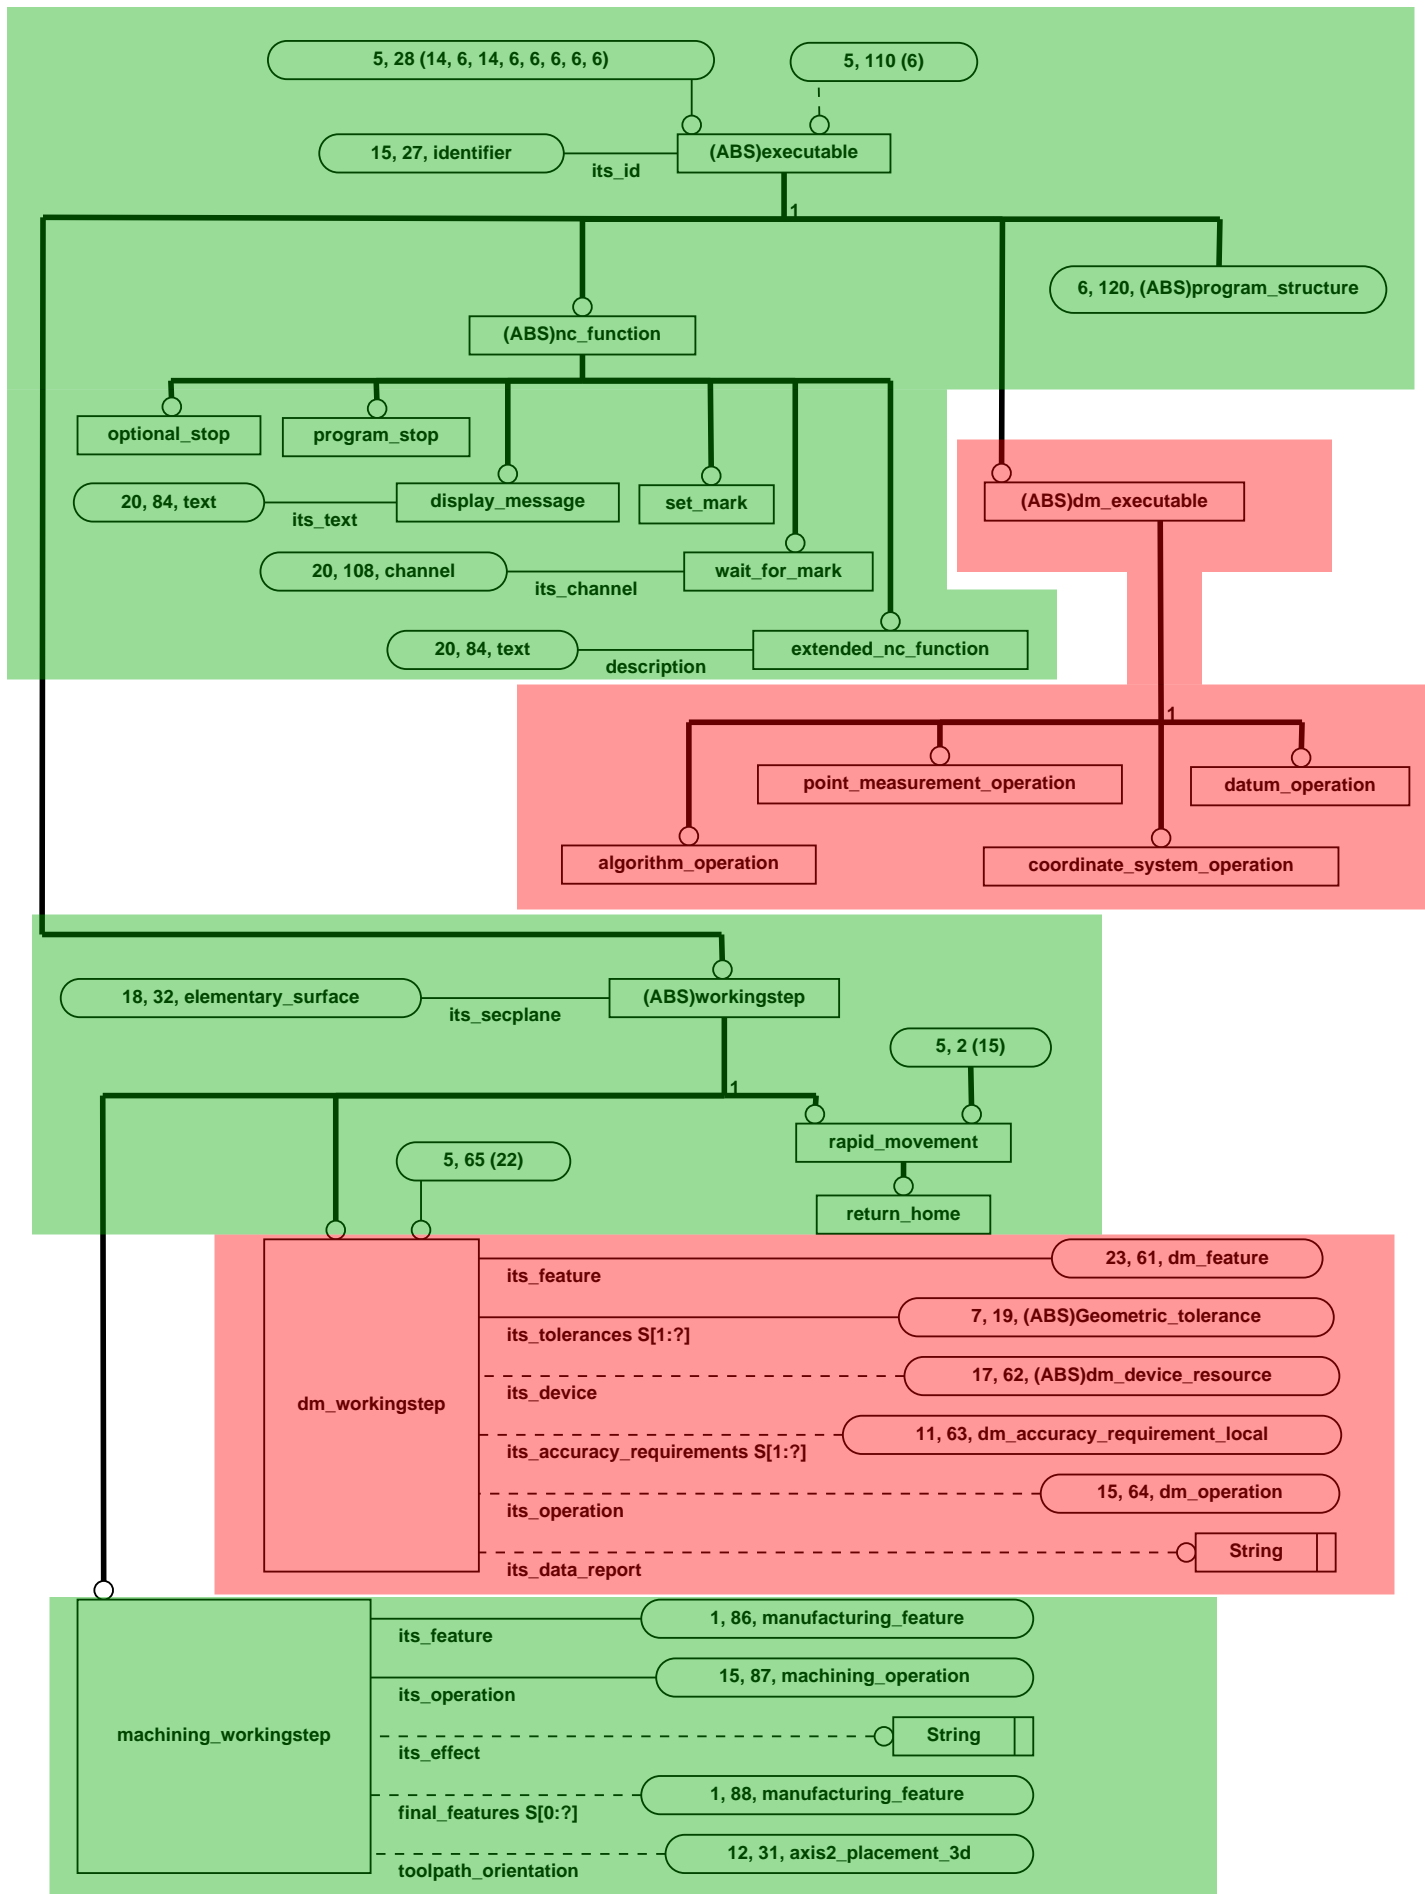 5, 28 (14, 6, 14, 6, 6, 6, 6, 6)
5, 110 (6)
15, 27, identifier
its_id
(ABS)executable
1
6, 120, (ABS)program_structure
(ABS)nc_function
optional_stop
program_stop
20, 84, text
its_text
display_message
set_mark
(ABS)dm_executable
20, 108, channel
its_channel
wait_for_mark
20, 84, text
description
extended_nc_function
1
point_measurement_operation
datum_operation
algorithm_operation
coordinate_system_operation
18, 32, elementary_surface
its_secplane
(ABS)workingstep
5, 2 (15)
1
rapid_movement
5, 65 (22)
return_home
dm_workingstep
its_feature
23, 61, dm_feature
its_tolerances S[1:?]
7, 19, (ABS)Geometric_tolerance
its_device
17, 62, (ABS)dm_device_resource
its_accuracy_requirements S[1:?]
11, 63, dm_accuracy_requirement_local
its_operation
15, 64, dm_operation
its_data_report
String
machining_workingstep
its_feature
1, 86, manufacturing_feature
its_operation
15, 87, machining_operation
its_effect
String
final_features S[0:?]
1, 88, manufacturing_feature
toolpath_orientation
12, 31, axis2_placement_3d